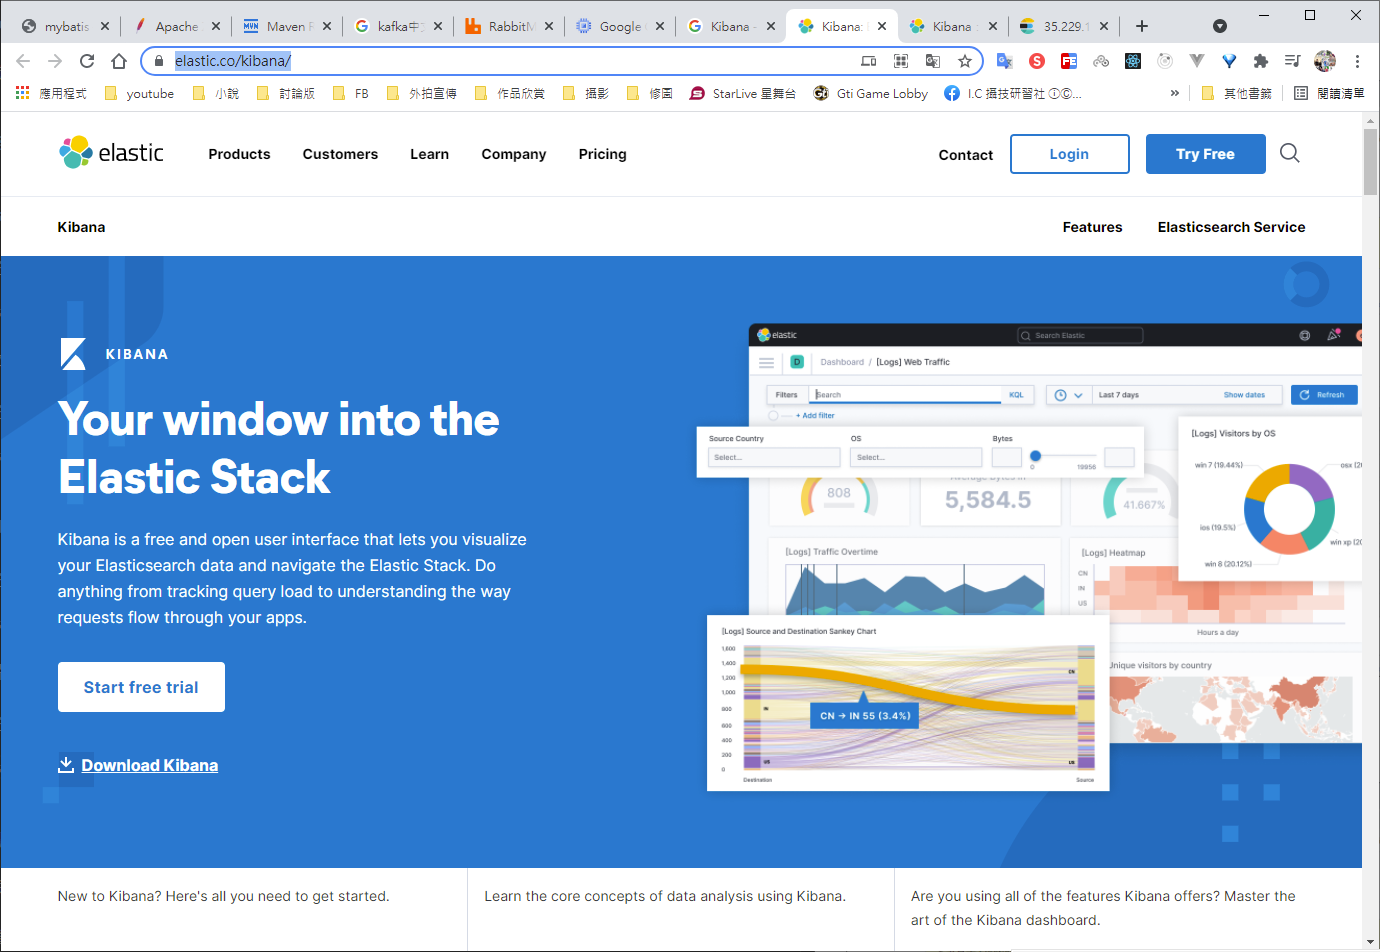 mybatis
Apache
Maven R
kafka中文
RabbitM
Google
Kibana -
Kibana:
Kibana
35.229.1
elastic.co/kibana/
應用程式
youtube
小說
討論版
FB
外拍宣傳
作品欣賞
攝影
修圖
StarLive 星舞台
Gti Game Lobby
I.C 攝技研習社 ⓘⒸ...
»
其他書籤
閱讀清單
elastic
Products
Customers
Learn
Company
Pricing
Contact
Login
Try Free
Kibana
Features
Elasticsearch Service
KIBANA
Your window into the
Elastic Stack
Kibana is a free and open user interface that lets you visualize
your Elasticsearch data and navigate the Elastic Stack. Do
anything from tracking query load to understanding the way
requests flow through your apps.
Start free trial
Download Kibana
elastic
Search Elastic
D
Dashboard / [Logs] Web Traffic
Filters
Search
KQL
Last 7 days
Show dates
Refresh
+ Add filter
Source Country
Select...
OS
Select...
Bytes
0
19956
808
Average Bytes in
5,584.5
41.667%
[Logs] Visitors by OS
win 7 (19.44%)
osx (20
ios (19.5%)
win xp (20
win 8 (20.12%)
[Logs] Traffic Overtime
[Logs] Heatmap
CN
IN
US
Hours a day
[Logs] Source and Destination Sankey Chart
1,600
1,400
1,200
1,000
800
600
400
200
0
CN
IN
US
US
CN → IN 55 (3.4%)
Destination
Source
Unique visitors by country
New to Kibana? Here's all you need to get started.
Learn the core concepts of data analysis using Kibana.
Are you using all of the features Kibana offers? Master the
art of the Kibana dashboard.